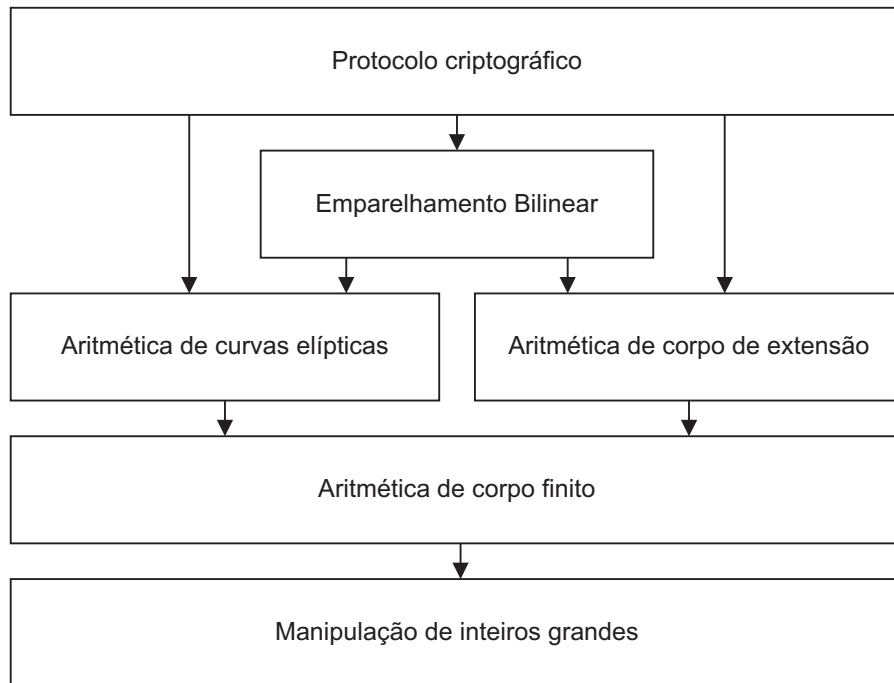 Protocolo criptográfico
Emparelhamento Bilinear
Aritmética de curvas elípticas
Aritmética de corpo de extensão
Aritmética de corpo finito
Manipulação de inteiros grandes